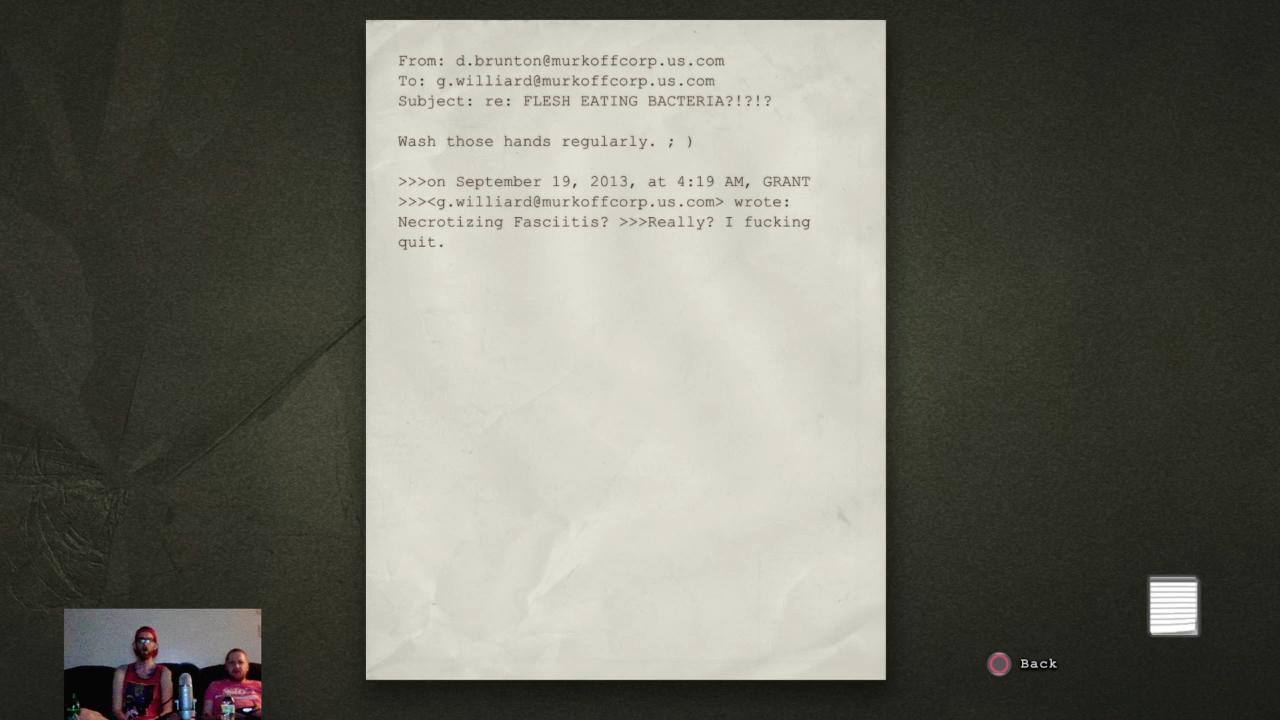 From: d.brunton@murkoffcorp.us.com
To: g.williard@murkoffcorp.us.com
Subject: re: FLESH EATING BACTERIA?!?!?
Wash those hands regularly. ; )
>>>on September 19, 2013, at 4:19 AM, GRANT
>>><g.williard@murkoffcorp.us.com> wrote:
Necrotizing Fasciitis? >>>Really? I fucking
quit.
Back